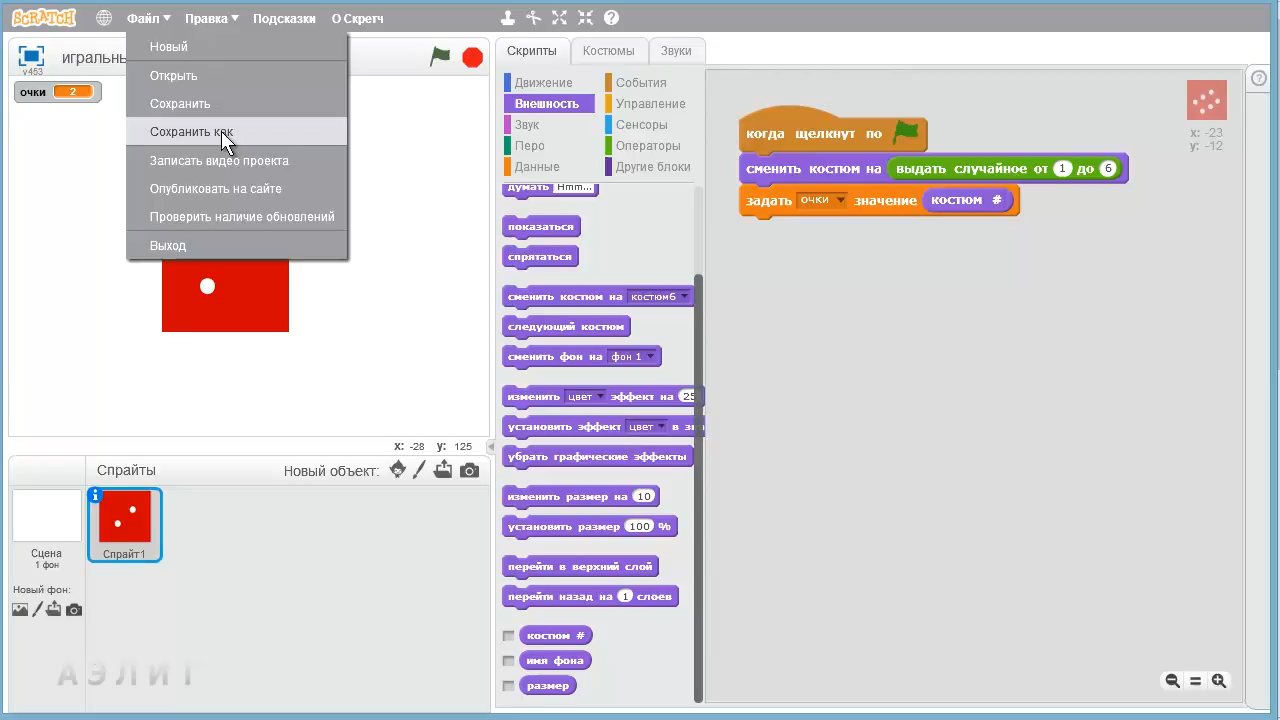 SCRATCH Файл Правка Подсказки О Скретч
v453 игральны
Новый
Открыть
Сохранить
Сохранить как
Записать видео проекта
Опубликовать на сайте
Проверить наличие обновлений
Выход
очки 2
x: -28 y: 125
Спрайты Новый объект:
Сцена
1 фон
Новый фон:
Спрайт1
АЭЛИТ
Скрипты Костюмы Звуки
Движение События
Внешность Управление
Звук Сенсоры
Перо Операторы
Данные Другие блоки
думать Hmm...
показаться
спрятаться
сменить костюм на костюм6
следующий костюм
сменить фон на фон 1
изменить цвет эффект на 25
установить эффект цвет в зн
убрать графические эффекты
изменить размер на 10
установить размер 100 %
перейти в верхний слой
перейти назад на 1 слоев
костюм #
имя фона
размер
когда щелкнут по
сменить костюм на выдать случайное от 1 до 6
задать очки значение костюм #
x: -23
y: -12